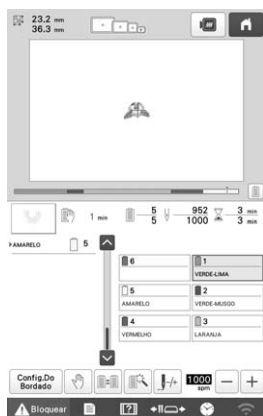 23.2 mm
36.3 mm
1 min
5
5
952
1000
3 min
3 min
AMARELO 5
6
1
VERDE-LIMA
5
AMARELO
2
VERDE-MUSGO
4
VERMELHO
3
LARANJA
Config.Do
Bordado
-/+
1000
spm
- +
Bloquear
?